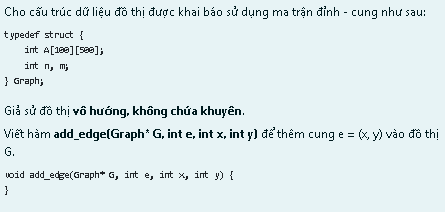 Cho cấu trúc dữ liệu đồ thị được khai báo sử dụng ma trận đỉnh - cung như sau:
typedef struct {
    int A[100][500];
    int n, m;
} Graph;
Giả sử đồ thị vô hướng, không chứa khuyên.
Viết hàm add_edge(Graph* G, int e, int x, int y) để thêm cung e = (x, y) vào đồ thị
G.
void add_edge(Graph* G, int e, int x, int y) {
}